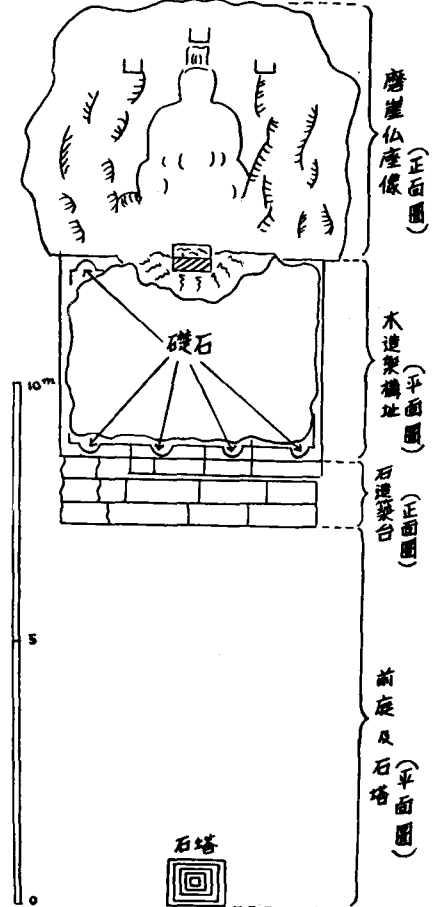 磨崖仏座像
(正面圖)
礎石
木造架構址
(平面圖)
10m
石造築台
(正面圖)
5
前庭及石塔
(平面圖)
石塔
0